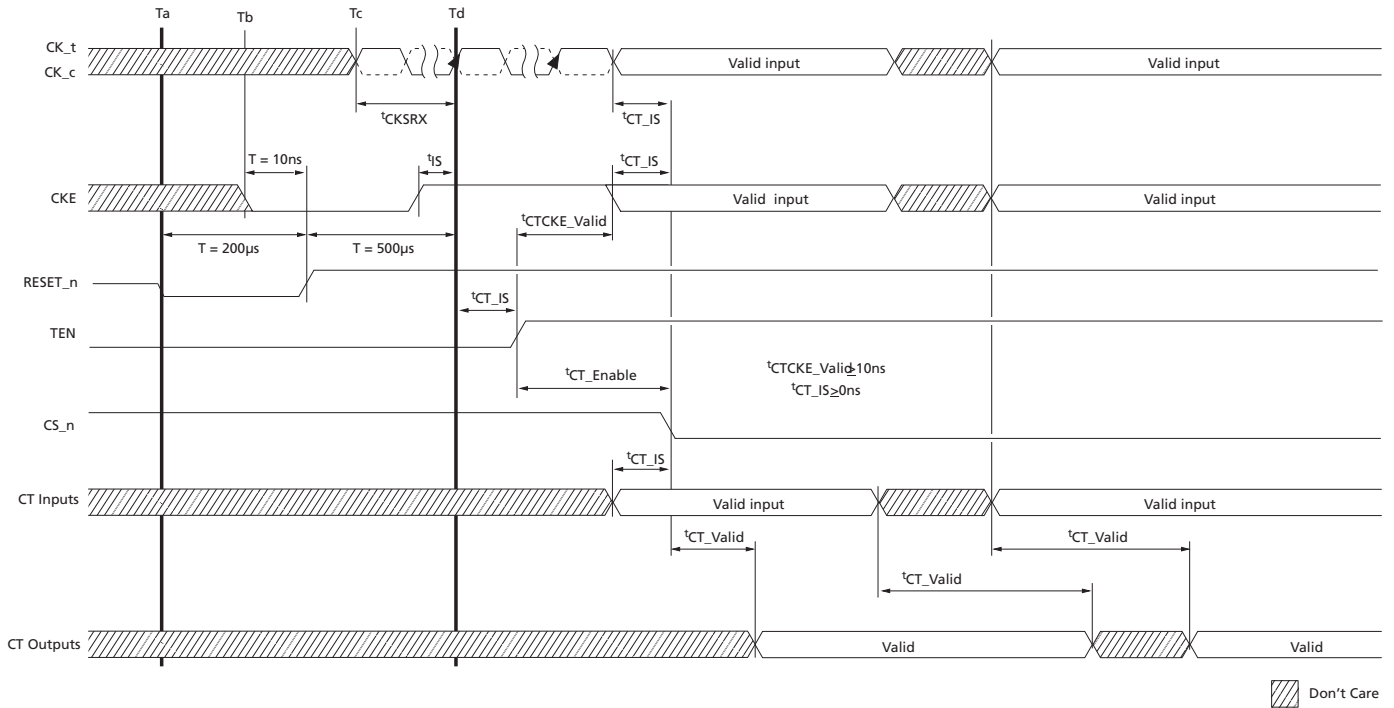 Ta
Tb
Tc
Td
CK_t
CK_c
Valid input
Valid input
tCKSRX
tCT_IS
T = 10ns
tIS
tCT_IS
CKE
Valid input
Valid input
tCTCKE_Valid
T = 200µs
T = 500µs
RESET_n
tCT_IS
TEN
tCT_Enable
tCTCKE_Valid≥10ns
tCT_IS≥0ns
CS_n
tCT_IS
CT Inputs
Valid input
Valid input
tCT_Valid
tCT_Valid
tCT_Valid
CT Outputs
Valid
Valid
Don't Care